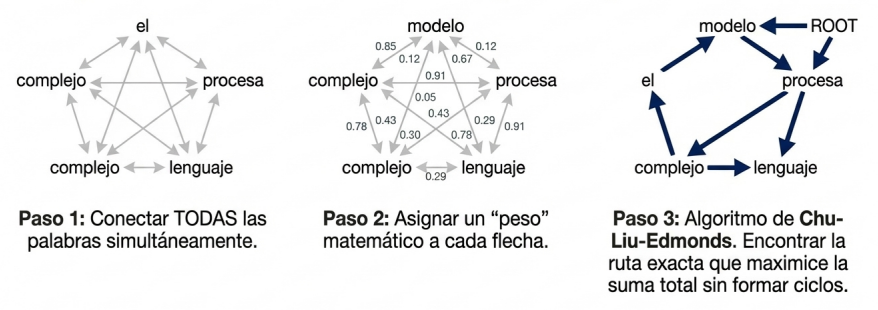 el
complejo
procesa
complejo
lenguaje
Paso 1: Conectar TODAS las
palabras simultáneamente.
modelo
0.85
0.12
0.12
0.67
complejo
0.91
procesa
0.05
0.78
0.43
0.43
0.29
0.91
0.30
0.78
complejo
0.29
lenguaje
Paso 2: Asignar un “peso”
matemático a cada flecha.
modelo
ROOT
el
procesa
complejo
lenguaje
Paso 3: Algoritmo de Chu-
Liu-Edmonds. Encontrar la
ruta exacta que maximice la
suma total sin formar ciclos.